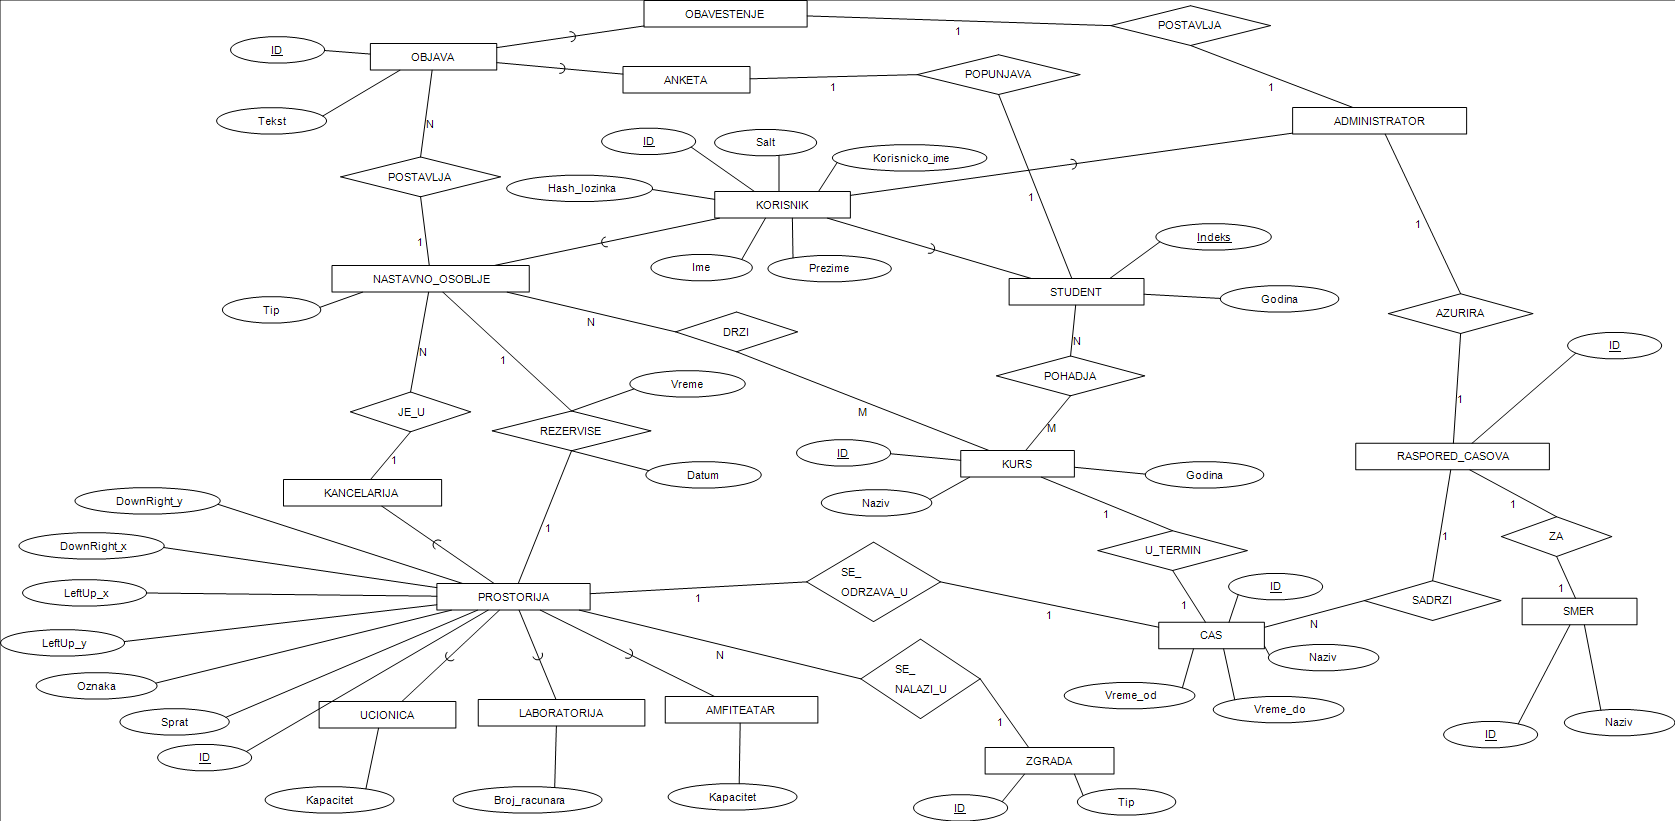 OBAVESTENJE
POSTAVLJA
1
ID
OBJAVA
ANKETA
1
POPUNJAVA
1
Tekst
N
ADMINISTRATOR
ID
Salt
Korisnicko_ime
POSTAVLJA
Hash_lozinka
KORISNIK
1
1
1
Indeks
Ime
Prezime
NASTAVNO_OSOBLJE
STUDENT
Godina
Tip
N
DRZI
AZURIRA
N
1
N
ID
POHADJA
Vreme
1
JE_U
M
M
REZERVISE
1
ID
KURS
RASPORED_CASOVA
Datum
Godina
KANCELARIJA
Naziv
DownRight_y
1
1
1
DownRight_x
U_TERMIN
ZA
1
SE_
ODRZAVA_U
ID
1
LeftUp_x
PROSTORIJA
1
1
SADRZI
SMER
1
N
CAS
LeftUp_y
N
Naziv
SE_
NALAZI_U
Oznaka
Vreme_od
Vreme_do
UCIONICA
LABORATORIJA
AMFITEATAR
Sprat
1
Naziv
ID
ID
ZGRADA
Kapacitet
Broj_racunara
Kapacitet
ID
Tip